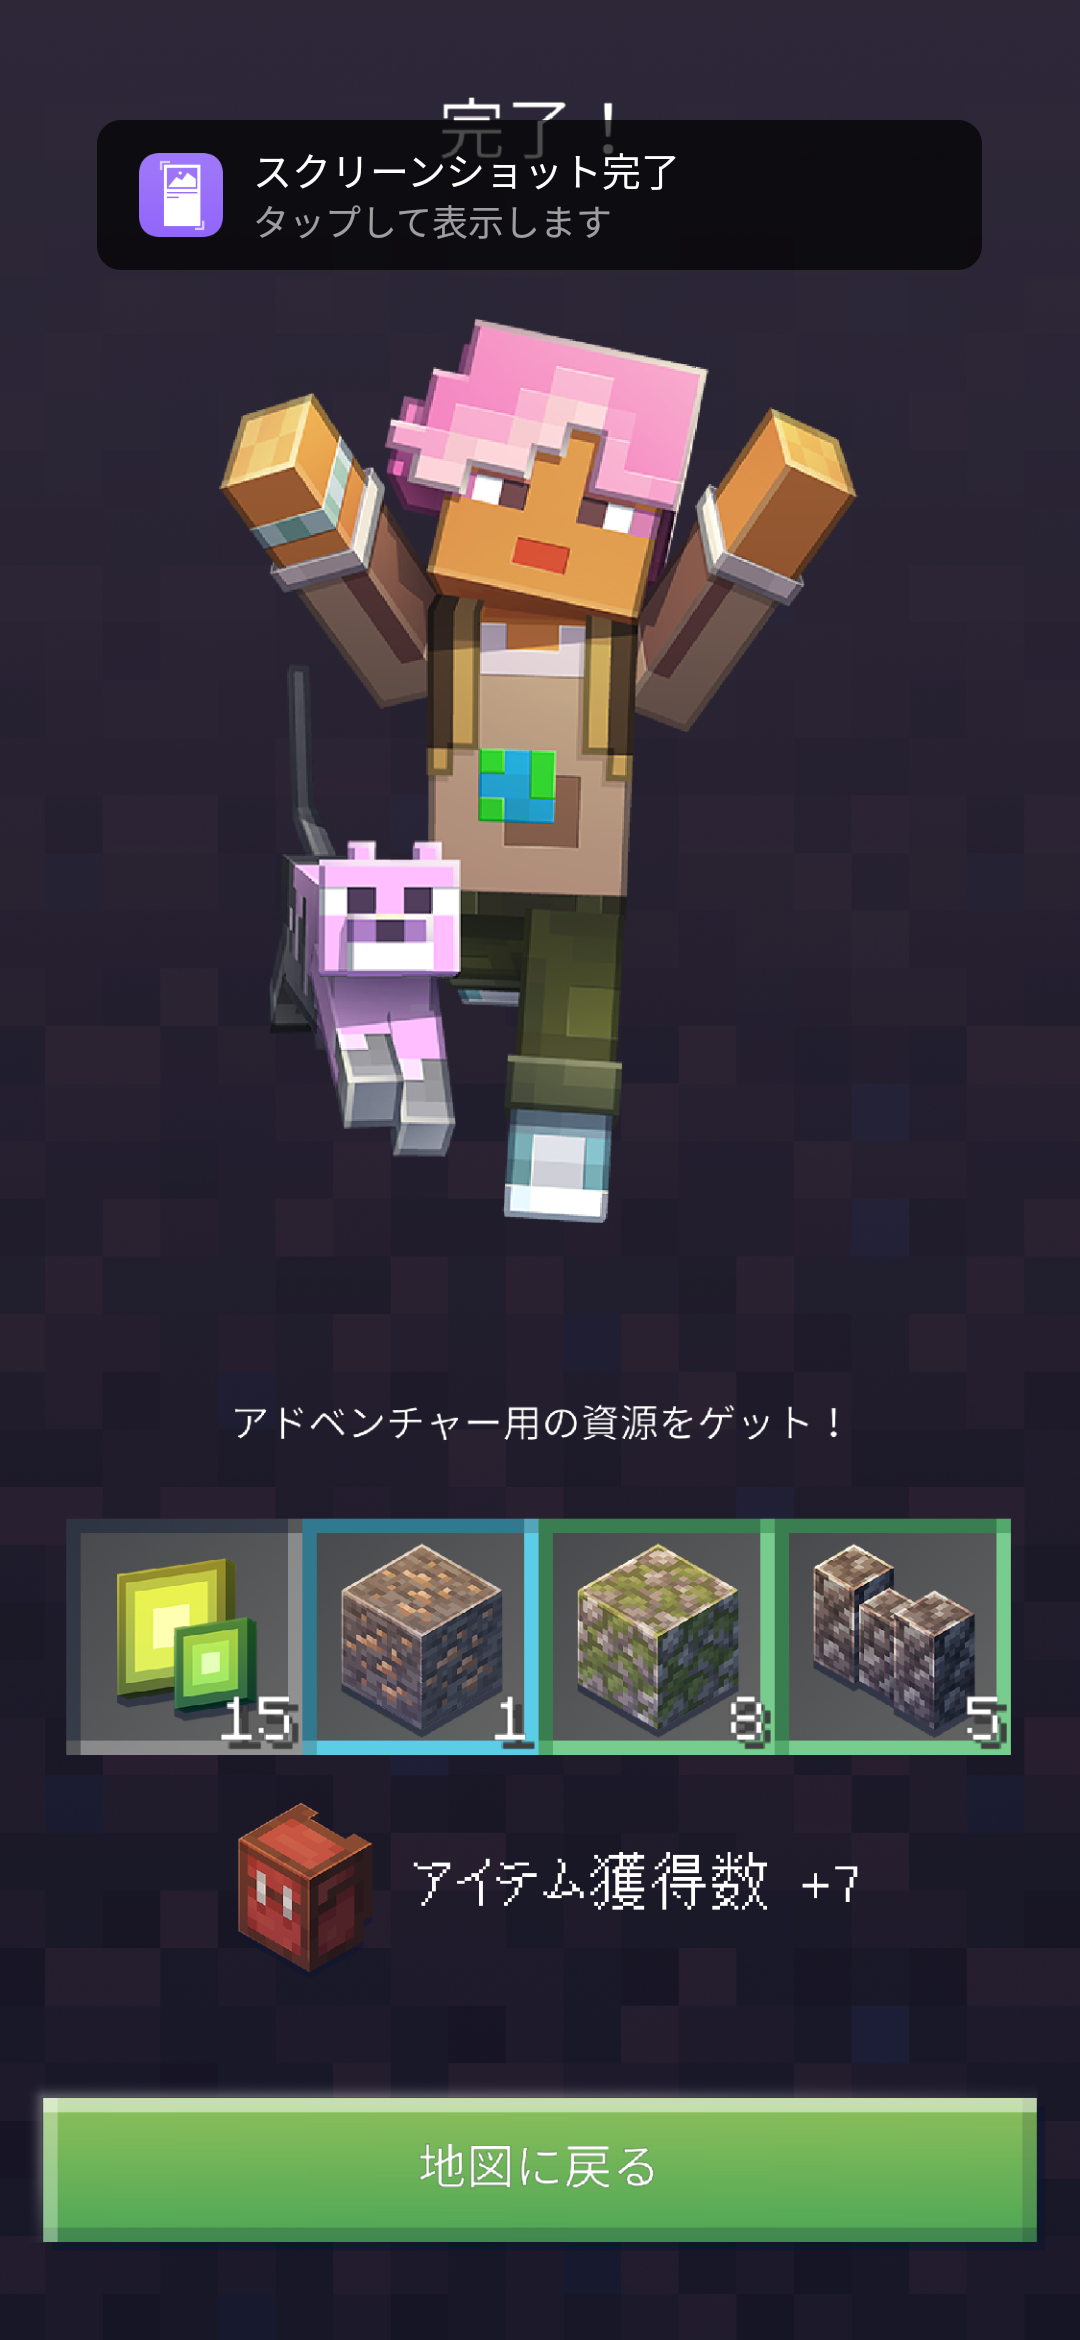 完了！
スクリーンショット完了
タップして表示します
アドベンチャー用の資源をゲット！
15 1 8 5
アイテム獲得数 +7
地図に戻る